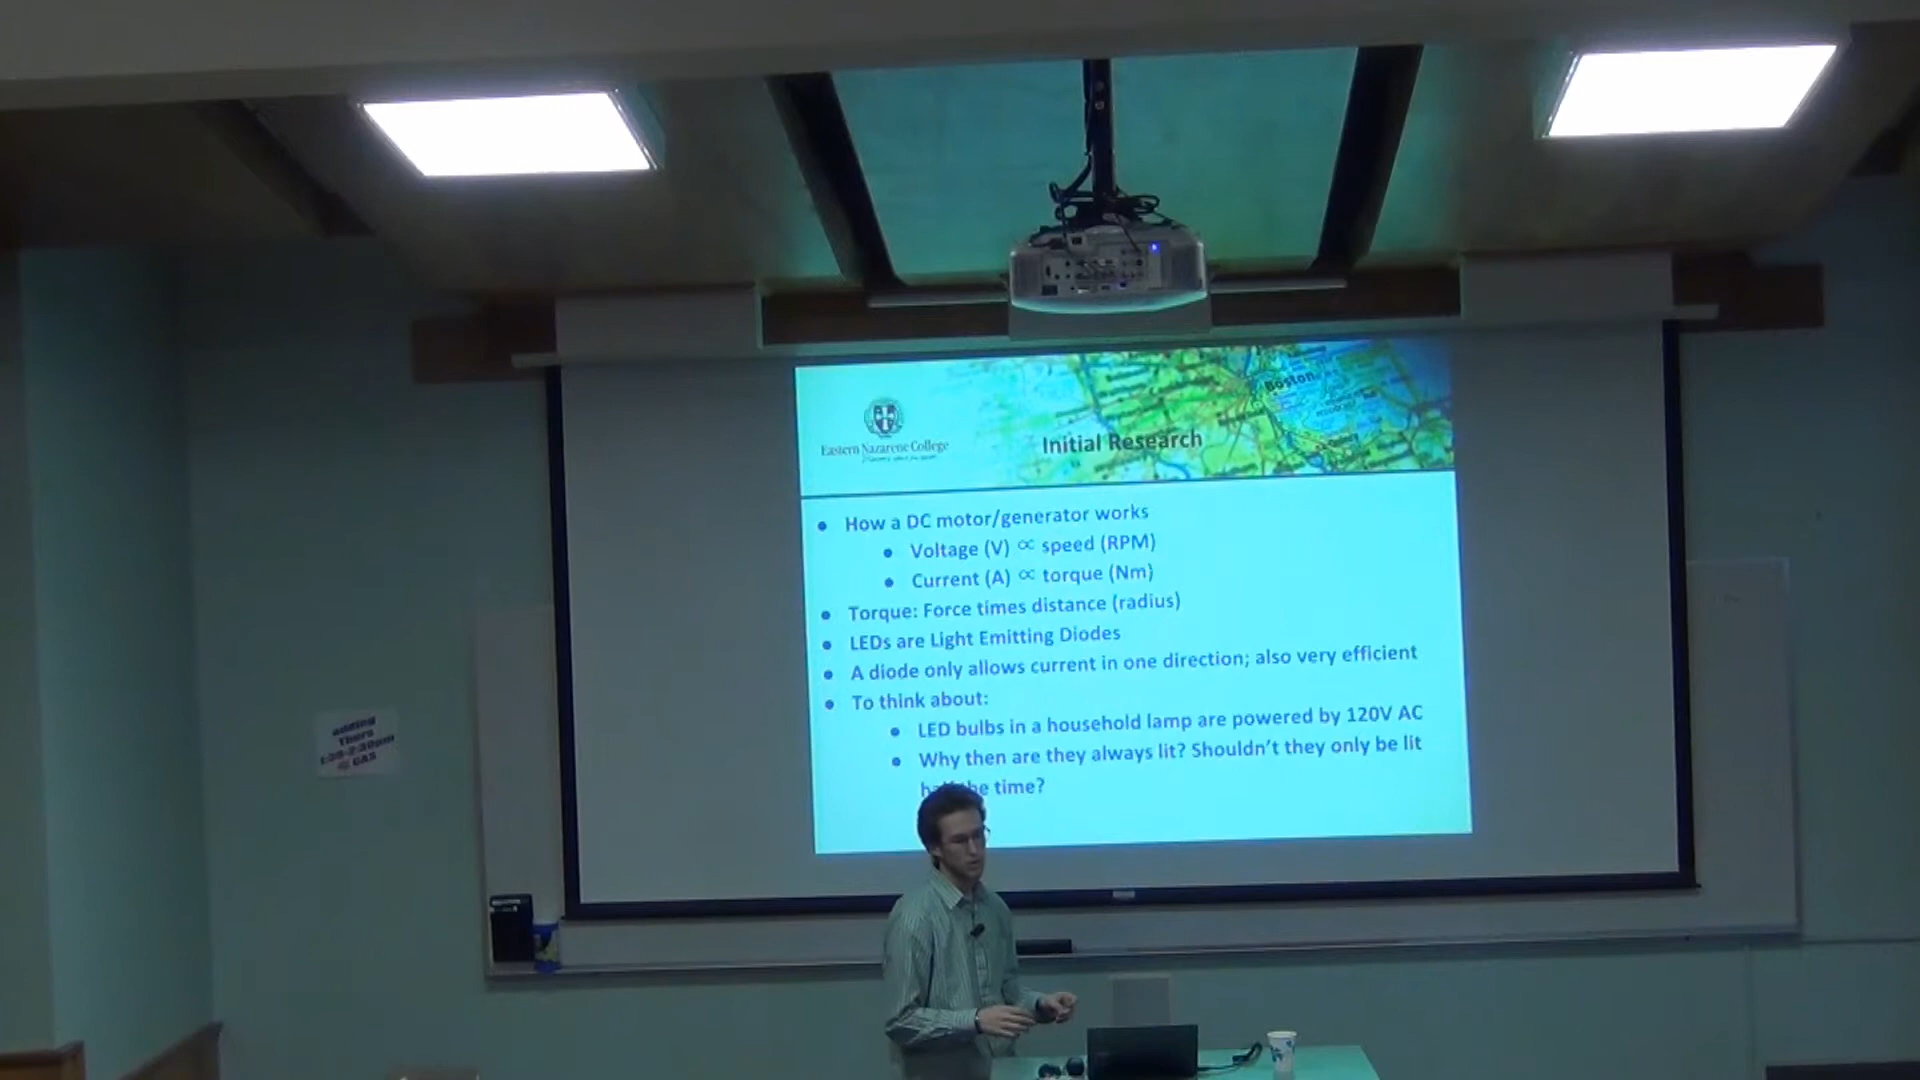 Boston
Eastern Nazarene College
Initial Research
How a DC motor/generator works
Voltage (V) ∝ speed (RPM)
Current (A) ∝ torque (Nm)
Torque: Force times distance (radius)
LEDs are Light Emitting Diodes
A diode only allows current in one direction; also very efficient
To think about:
LED bulbs in a household lamp are powered by 120V AC
Why then are they always lit? Shouldn't they only be lit
time?
Thurs